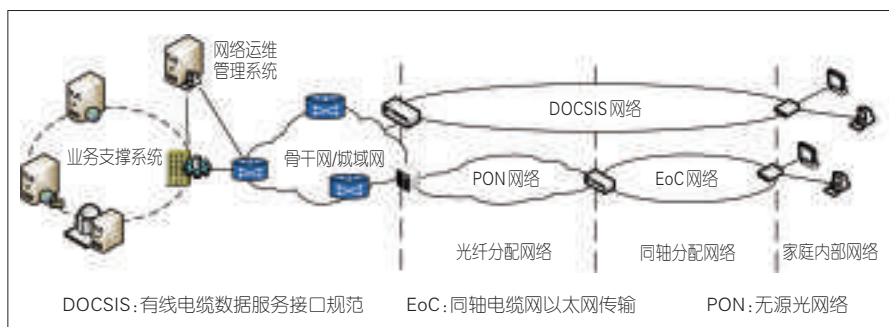 网络运维
管理系统
DOCSIS网络
业务支撑系统
骨干网/城域网
PON网络
EoC网络
光纤分配网络
同轴分配网络
家庭内部网络
DOCSIS:有线电缆数据服务接口规范 EoC:同轴电缆网以太网传输 PON:无源光网络